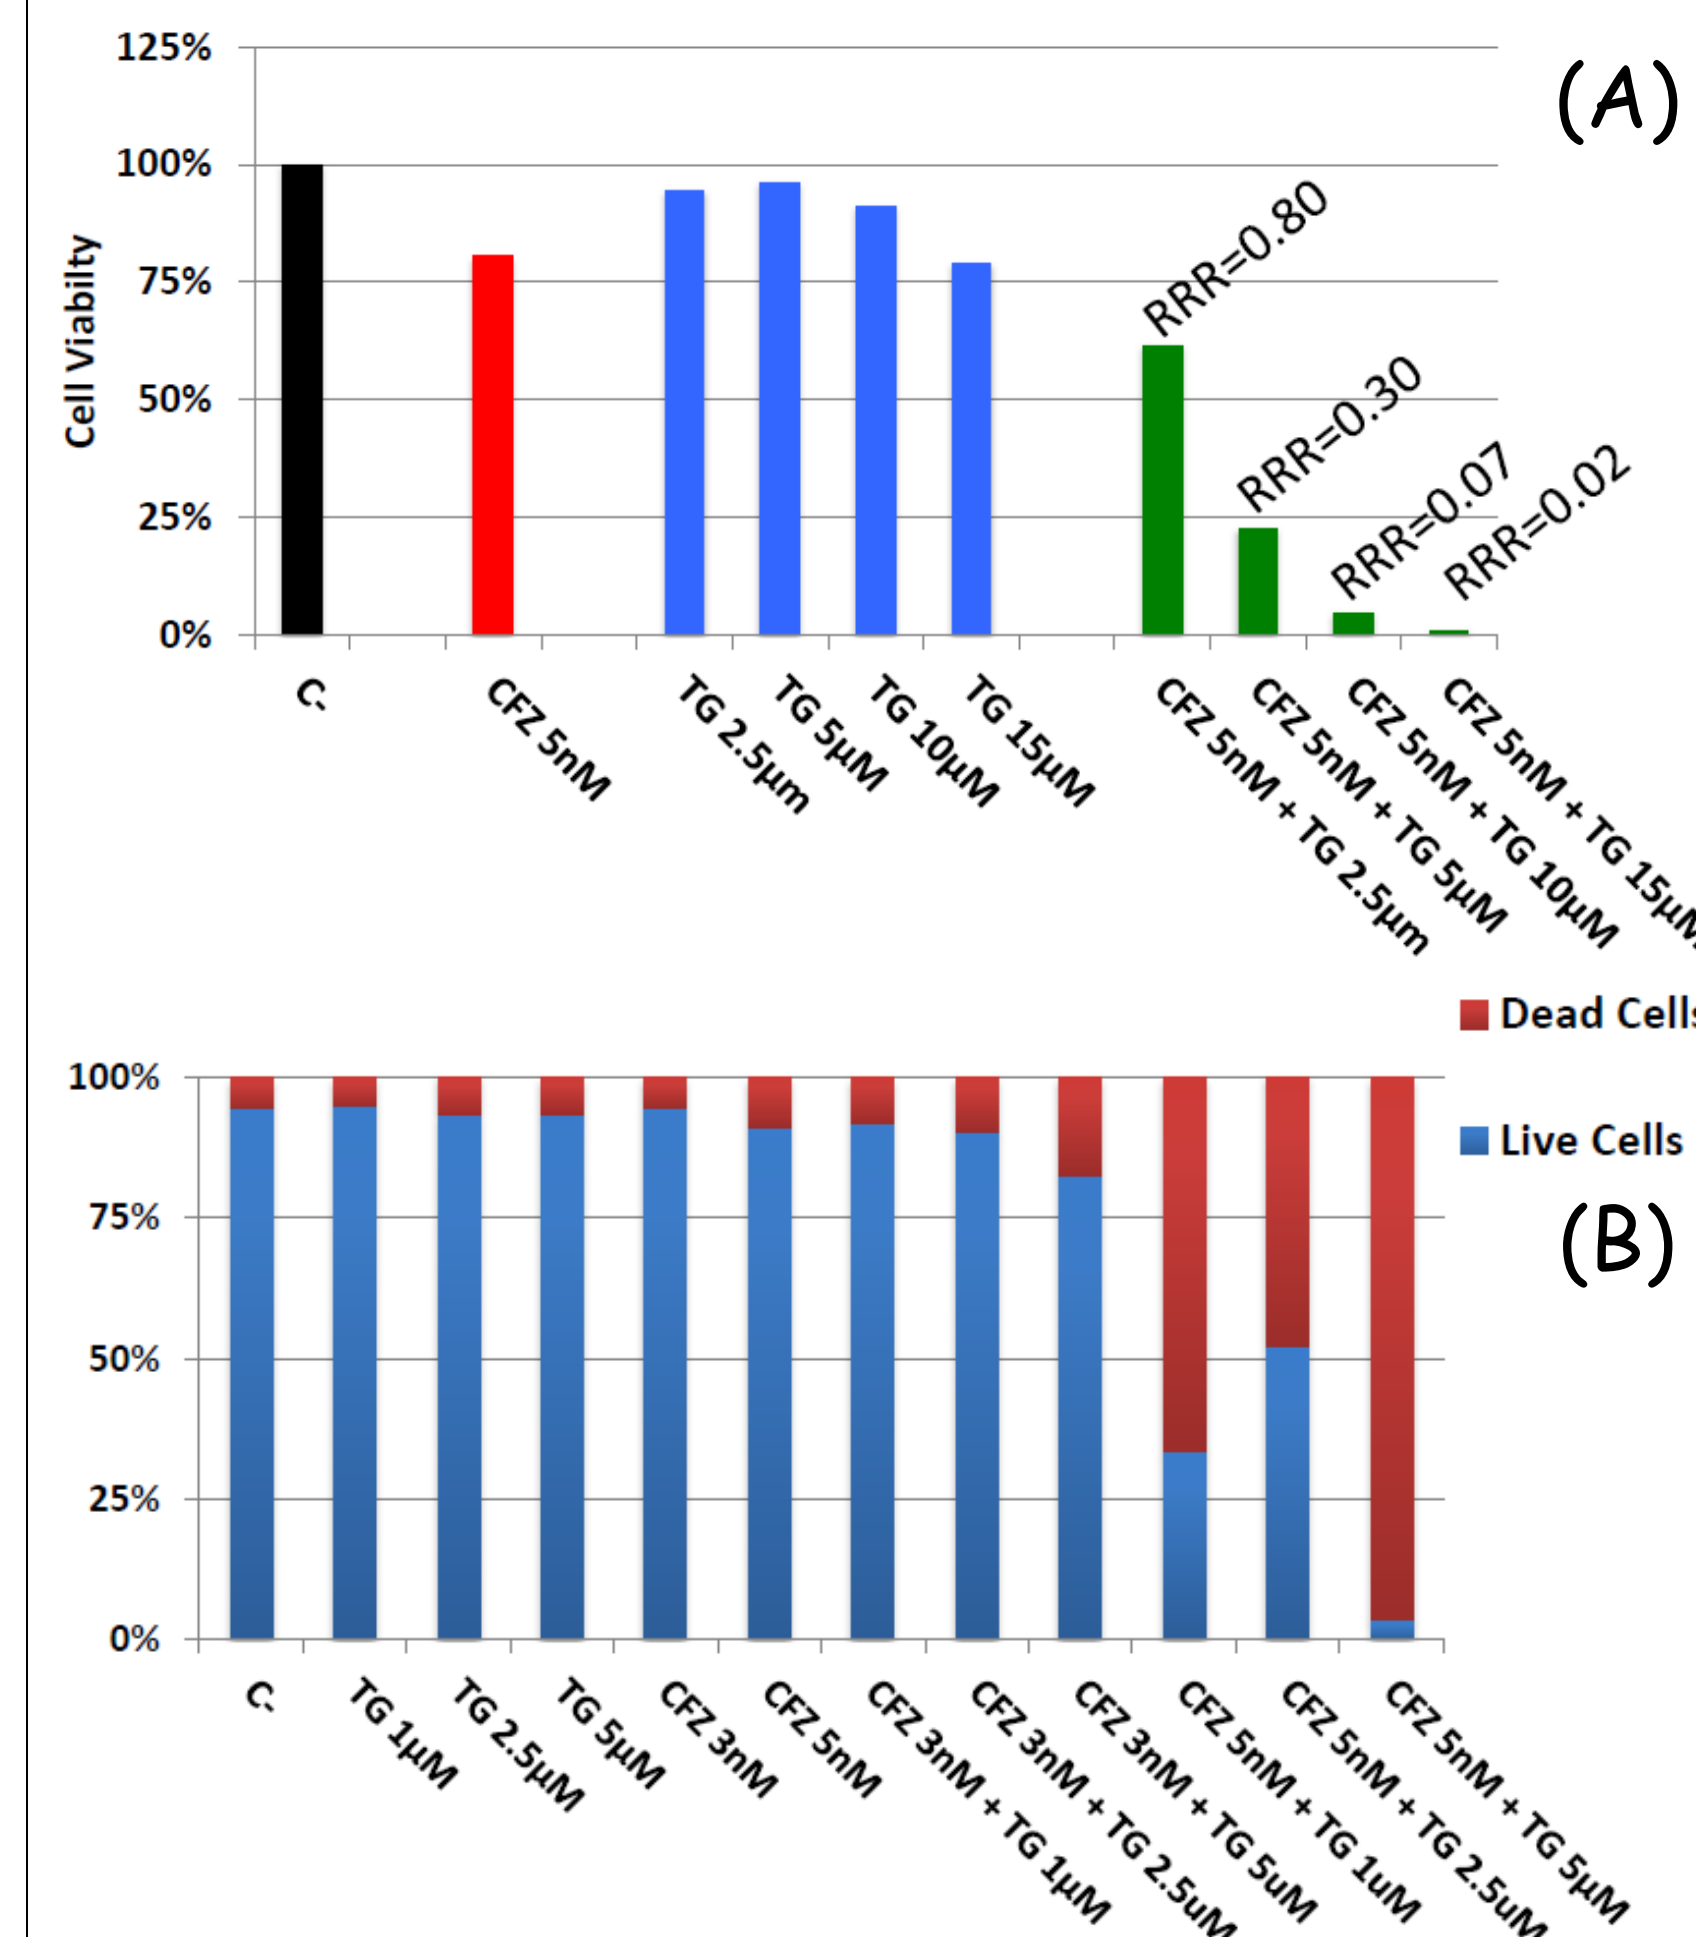 125%
(A)
100%
75%
50%
25%
0%
Cell Viabilty
RRR=0.80
RRR=0.30
RRR=0.07
RRR=0.02
C-
CFZ 5nM
TG 2.5µm
TG 5µM
TG 10µM
TG 15µM
CFZ 5nM + TG 2.5µm
CFZ 5nM + TG 5µM
CFZ 5nM + TG 10µM
CFZ 5nM + TG 15µM
Dead Cells
Live Cells
(B)
100%
75%
50%
25%
0%
C-
TG 1µM
TG 2.5µM
TG 5µM
CFZ 3nM
CFZ 5nM
CFZ 3nM + TG 1µM
CFZ 3nM + TG 2.5uM
CFZ 3nM + TG 5uM
CFZ 5nM + TG 1uM
CFZ 5nM + TG 2.5uM
CFZ 5nM + TG 5µM